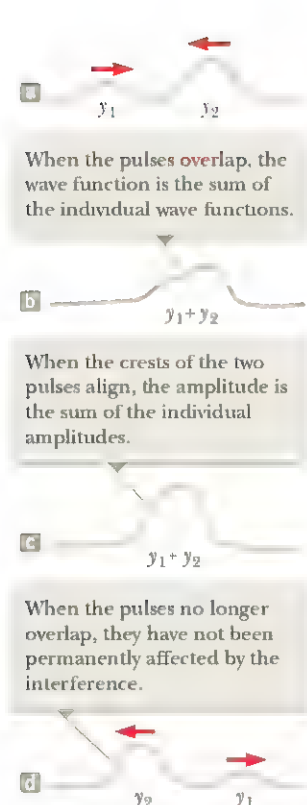 a
y₁ y₂
When the pulses overlap, the
wave function is the sum of
the individual wave functions.
b
y₁+ y₂
When the crests of the two
pulses align, the amplitude is
the sum of the individual
amplitudes.
c
y₁+ y₂
When the pulses no longer
overlap, they have not been
permanently affected by the
interference.
d
y₂ y₁